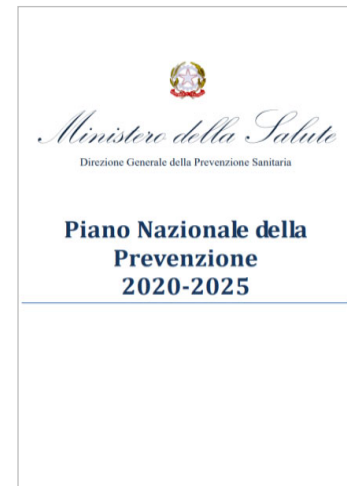 Ministero della Salute
Direzione Generale della Prevenzione Sanitaria
Piano Nazionale della
Prevenzione
2020-2025